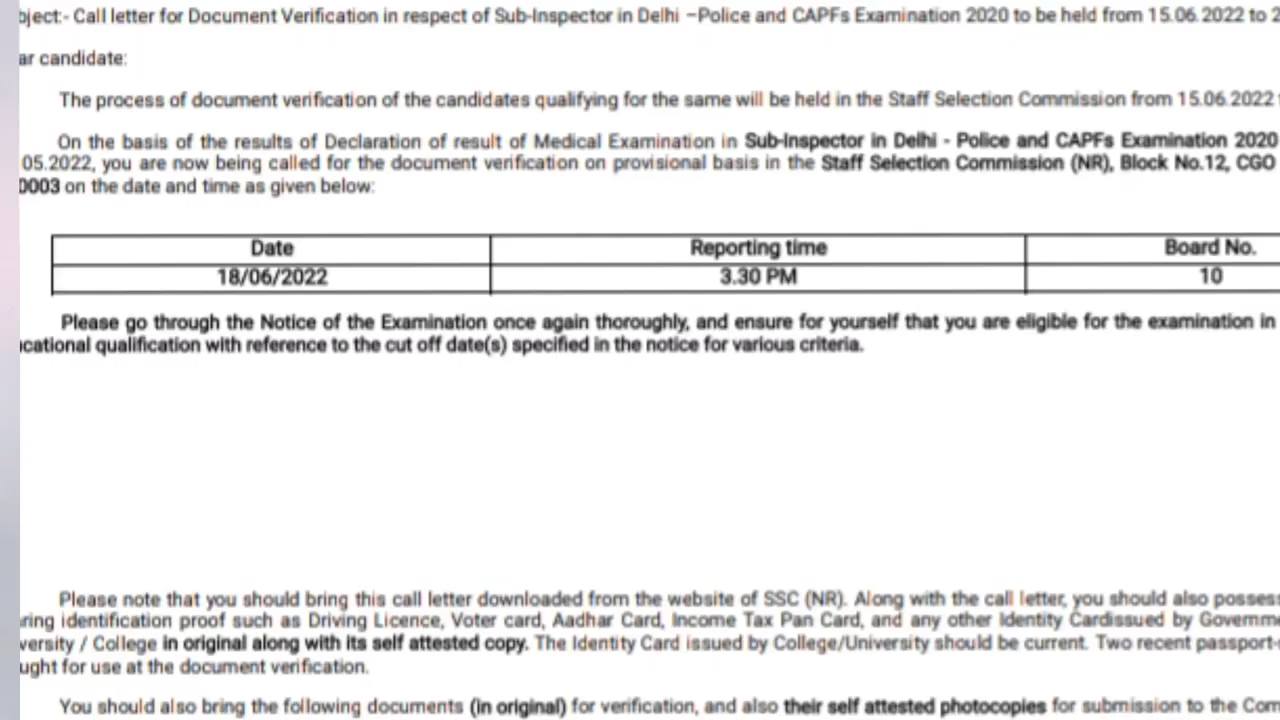 bject:- Call letter for Document Verification in respect of Sub-Inspector in Delhi –Police and CAPFs Examination 2020 to be held from 15.06.2022 to 2
ar candidate:
The process of document verification of the candidates qualifying for the same will be held in the Staff Selection Commission from 15.06.2022
On the basis of the results of Declaration of result of Medical Examination in Sub-Inspector in Delhi - Police and CAPFs Examination 2020
05.2022, you are now being called for the document verification on provisional basis in the Staff Selection Commission (NR), Block No.12, CGO
0003 on the date and time as given below:
Date Reporting time Board No.
18/06/2022 3.30 PM 10
Please go through the Notice of the Examination once again thoroughly, and ensure for yourself that you are eligible for the examination in
cational qualification with reference to the cut off date(s) specified in the notice for various criteria.
Please note that you should bring this call letter downloaded from the website of SSC (NR). Along with the call letter, you should also possess
ring identification proof such as Driving Licence, Voter card, Aadhar Card, Income Tax Pan Card, and any other Identity Cardissued by Governme
versity / College in original along with its self attested copy. The Identity Card issued by College/University should be current. Two recent passport-
ught for use at the document verification.
You should also bring the following documents (in original) for verification, and also their self attested photocopies for submission to the Com